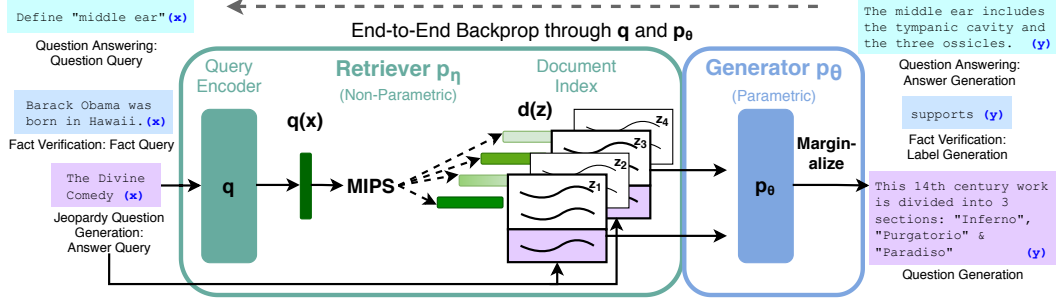 Define "middle ear"(x)
Question Answering:
Question Query
Barack Obama was
born in Hawaii.(x)
Fact Verification: Fact Query
The Divine
Comedy (x)
Jeopardy Question
Generation:
Answer Query
End-to-End Backprop through q and pθ
Query
Encoder
q
q(x)
Retriever pη
(Non-Parametric)
MIPS
Document
Index
d(z)
z4
z3
z2
z1
Generator pθ
(Parametric)
pθ
Margin-
alize
The middle ear includes
the tympanic cavity and
the three ossicles. (y)
Question Answering:
Answer Generation
supports (y)
Fact Verification:
Label Generation
This 14th century work
is divided into 3
sections: "Inferno",
"Purgatorio" &
"Paradiso" (y)
Question Generation